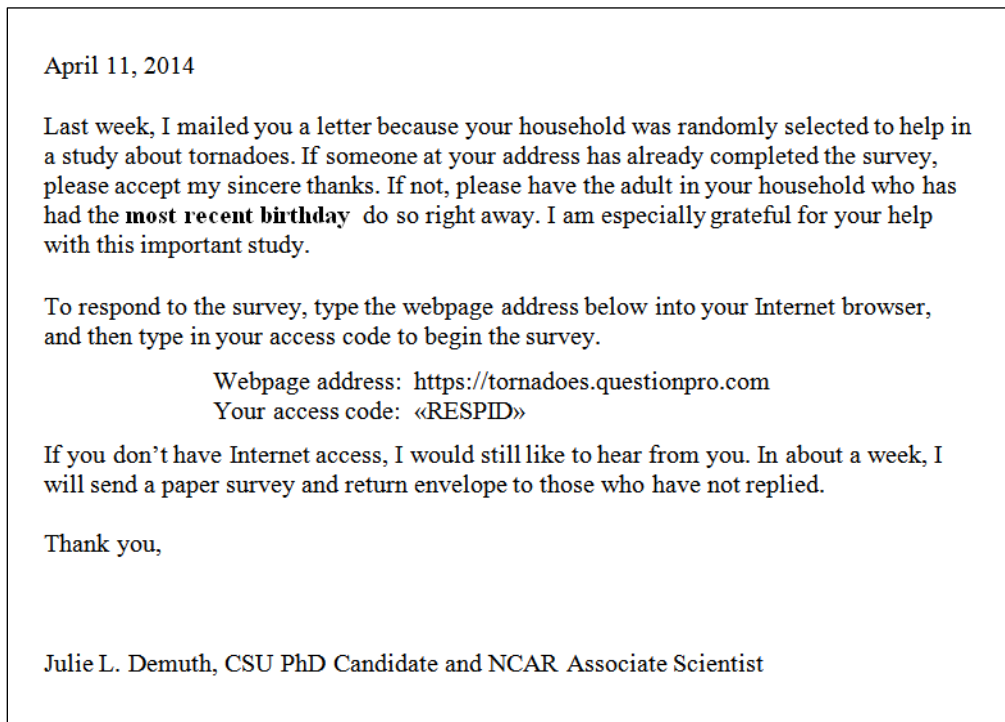 April 11, 2014
Last week, I mailed you a letter because your household was randomly selected to help in
a study about tornadoes. If someone at your address has already completed the survey,
please accept my sincere thanks. If not, please have the adult in your household who has
had the most recent birthday do so right away. I am especially grateful for your help
with this important study.
To respond to the survey, type the webpage address below into your Internet browser,
and then type in your access code to begin the survey.
Webpage address: https://tornadoes.questionpro.com
Your access code: «RESPID»
If you don’t have Internet access, I would still like to hear from you. In about a week, I
will send a paper survey and return envelope to those who have not replied.
Thank you,
Julie L. Demuth, CSU PhD Candidate and NCAR Associate Scientist